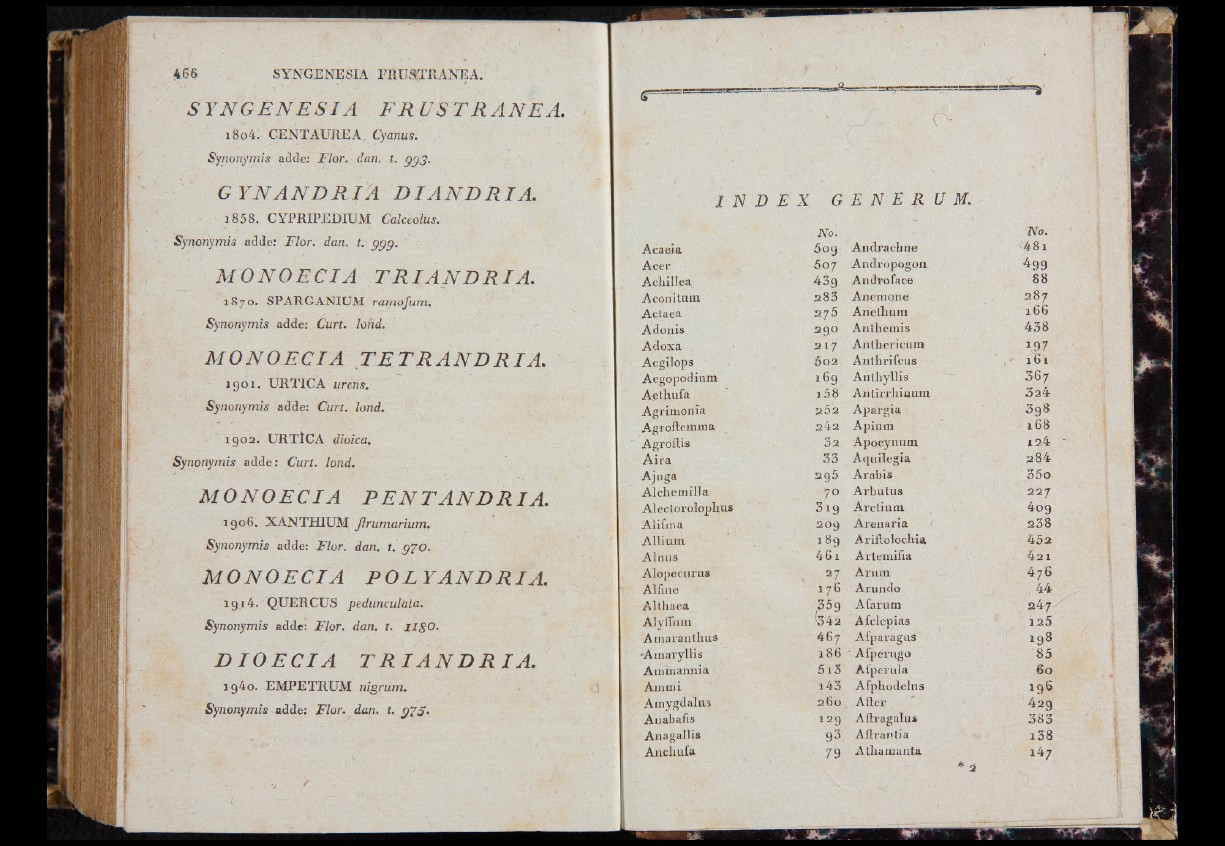 466 SYNGENESIA FRUSTRANEA.
SYNGENESIA FRUSTRANEA.
1804. CENTAUREA Cyanus.
Synonymis adde: Flor. dan. t. 993.
GYNANDRIA DIANDRIA.
1858. CYPRIPEDIUM Calceolus.
Synonymis adde: Flor. dan. t. 999.
MONOECIA TRIANDRIA.
1870. SPARGANIUM ramoſum.
Synonymis adde: Curt. lond.
MONOECIA TETRANDRIA.
1901. URTICA urens.
Synonymis adde: Curt. lond.
1902. URTICA dioica.
Synonymis adde: Curt. lond.
MONOECIA PENTANDRIA.
1906. XANTHIUM ſtrumarium.
Synonymis adde: Flor. dan. t. 970.
MONOECIA POLYANDRIA.
1914. QUERCUS pedunculata.
Synonymis adde: Flor. dan. t. 1180.
DIOECIA TRIANDRIA.
1940. EMPETRUM nigrum.
Synonymis adde: Flor. dan. t. 975.
INDEX GENERUM.
No.
Acacia 509
Acer 507
Achillea 439
Aconitum 283
Actaea 275
Adonis 290
Adoxa 217
Aegilops 502
Aegopodium 169
Aethuſa 158
Agrimonia 252
Agroſtemma 242
Agroſtis 32
Aira 33
Ajuga 295
Alchemilla 70
Alectorolophus 319
Aliſma 209
Allium 189
Alnus 461
Alopecurus 27
Alſine 176
Althaea 359
Alyſſum 342
Amaranthus 467
Amaryllis 186
Ammannia 513
Ammi 143
Amygdalus 260
Anabaſis 129
Anagallis 93
Anchuſa 79
No.
Andrachne 481
Andropogon 499
Androſace 88
Anemone 287
Anethum 166
Anthemis 438
Anthericum 197
Anthriſcus 161
Anthyllis 367
Antirrhinum 324
Apargia 398
Apium 168
Apocynum 124
Aquilegia 284
Arabis 350
Arbutus 227
Arctium 409
Arenaria 238
Ariſtolochia 452
Artemiſia 421
Arum 476
Arundo 44
Aſarum 247
Aſclepias 125
Aſparagus 198
Aſperugo 85
Aſperula 60
Aſphodelus 196
Aſter 429
Aſtragalus 383
Aſtrantia 138
Athamanta 147
* 2